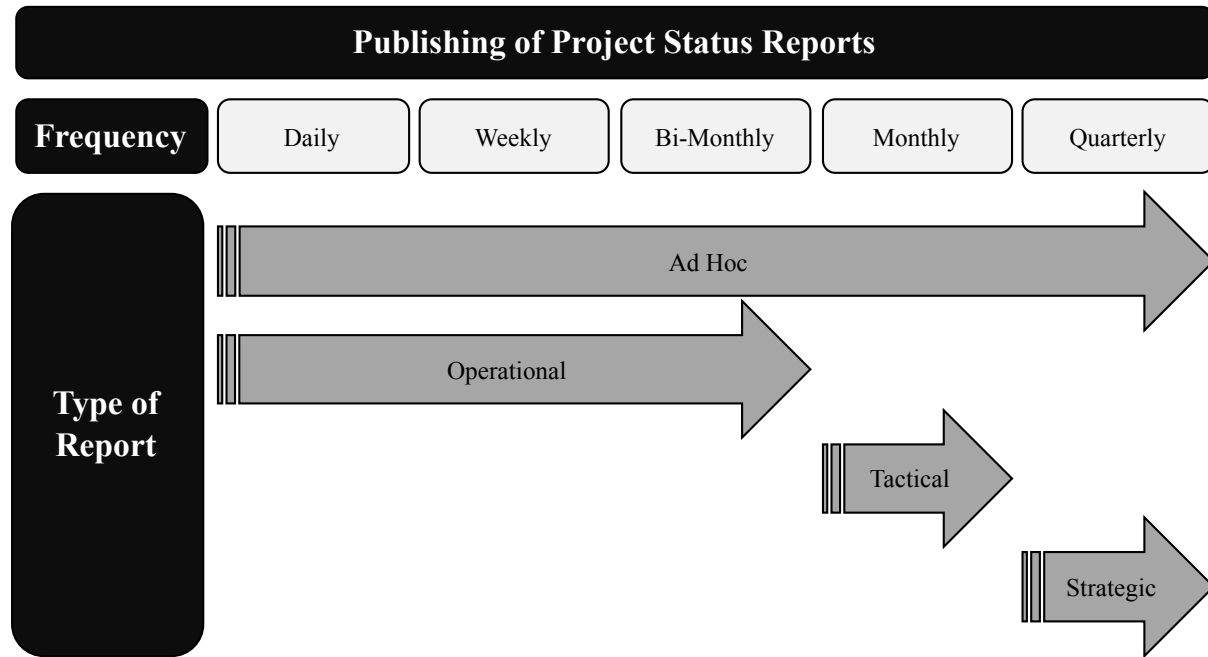 Publishing of Project Status Reports
Frequency
Daily
Weekly
Bi-Monthly
Monthly
Quarterly
Type of
Report
Ad Hoc
Operational
Tactical
Strategic